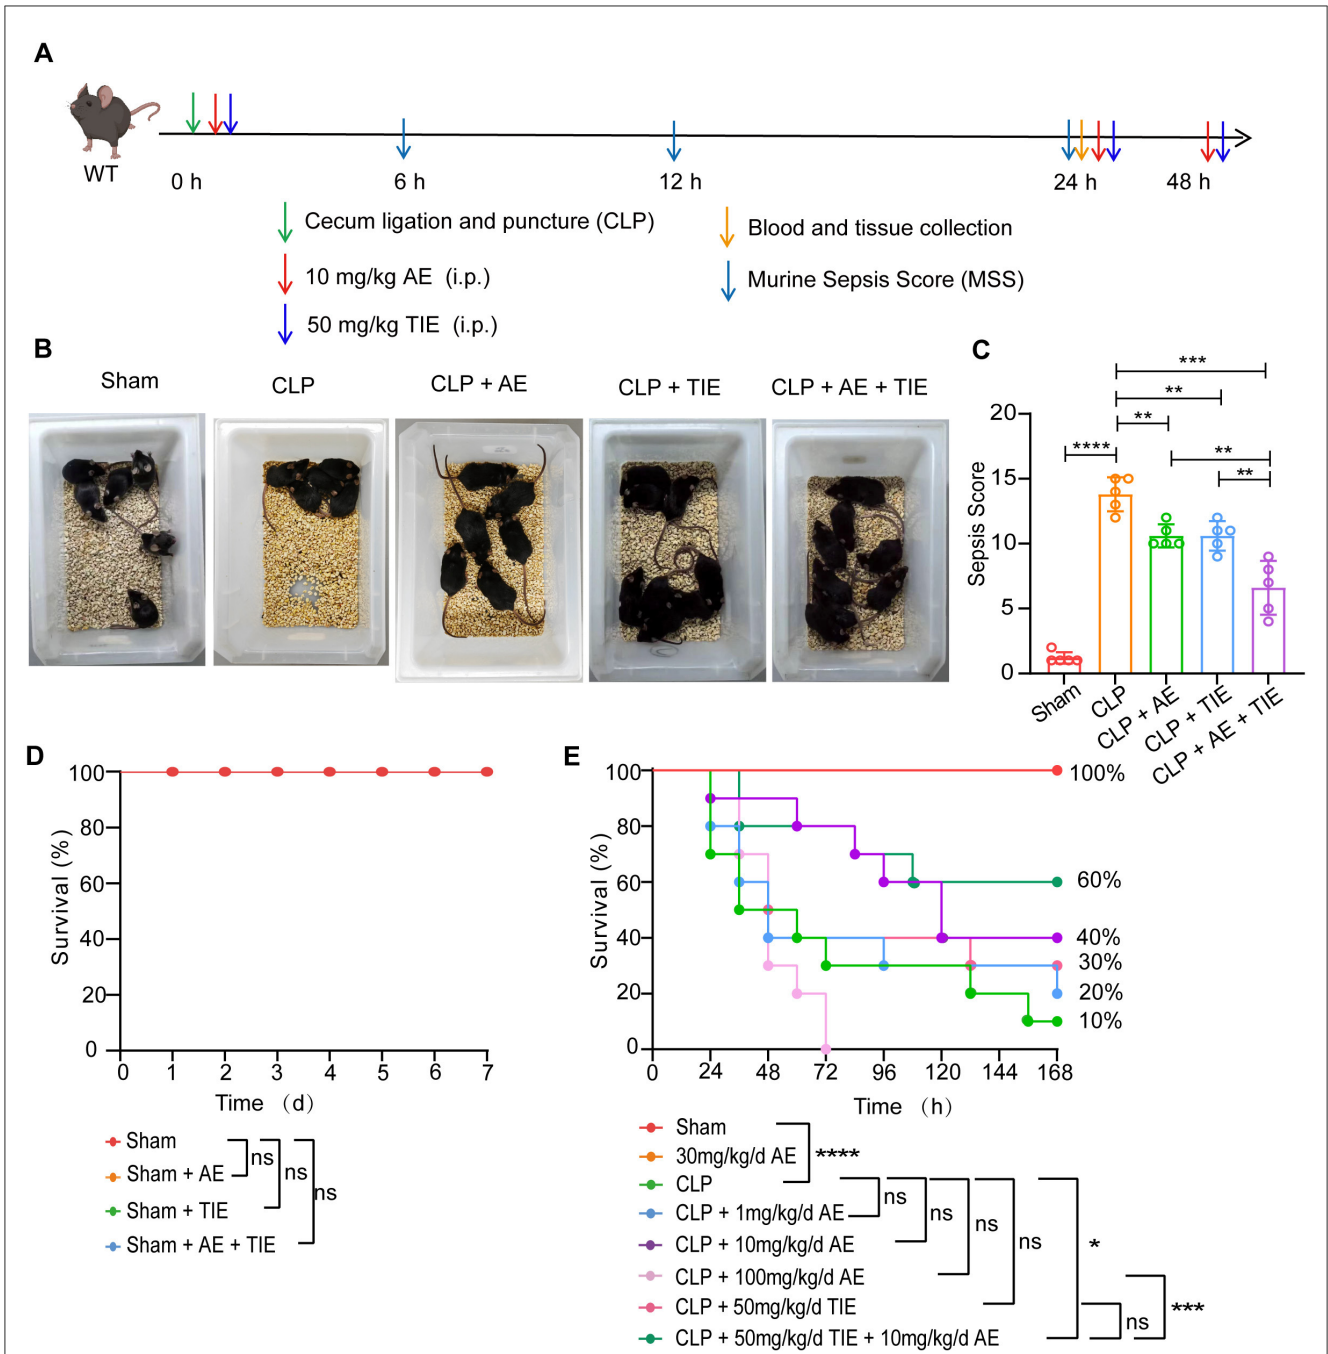 A
WT
0 h
6 h
12 h
24 h
48 h
Cecum ligation and puncture (CLP)
10 mg/kg AE (i.p.)
50 mg/kg TIE (i.p.)
Blood and tissue collection
Murine Sepsis Score (MSS)
B
Sham
CLP
CLP + AE
CLP + TIE
CLP + AE + TIE
C
***
**
**
****
**
**
20
15
10
5
0
Sepsis Score
Sham
CLP
CLP + AE
CLP + TIE
CLP + AE + TIE
D
100
80
60
40
20
0
Survival (%)
0 1 2 3 4 5 6 7
Time （d）
Sham
Sham + AE
Sham + TIE
Sham + AE + TIE
ns
ns
ns
E
100
80
60
40
20
0
Survival (%)
100%
60%
40%
30%
20%
10%
0 24 48 72 96 120 144 168
Time （h）
Sham
30mg/kg/d AE
CLP
CLP + 1mg/kg/d AE
CLP + 10mg/kg/d AE
CLP + 100mg/kg/d AE
CLP + 50mg/kg/d TIE
CLP + 50mg/kg/d TIE + 10mg/kg/d AE
****
ns
ns
ns
ns
*
ns
***